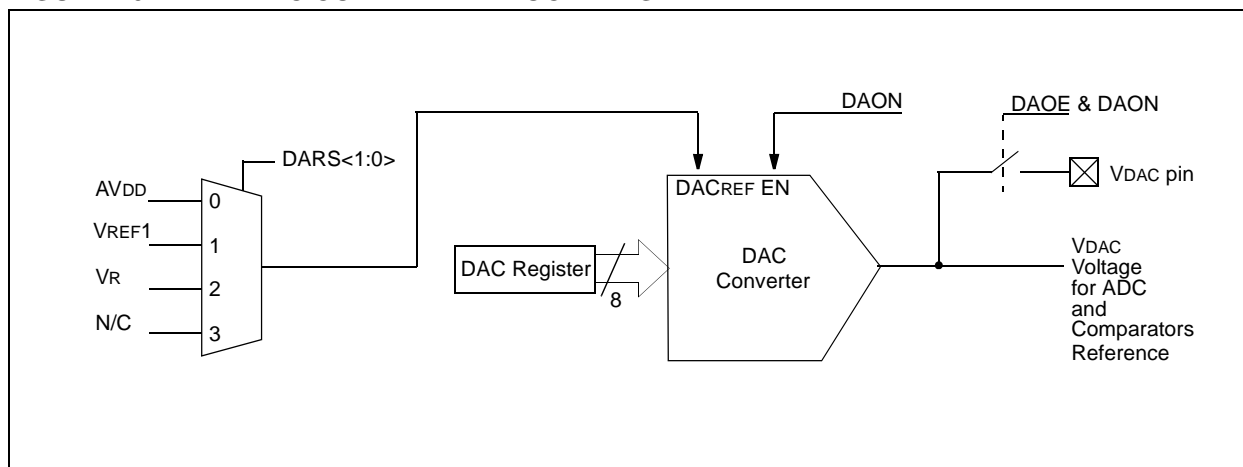 DAON
DAOE & DAON
DARS<1:0>
AVDD
0
VREF1
1
VR
2
N/C
3
DACREF EN
DAC Register
8
DAC
Converter
VDAC pin
VDAC
Voltage
for ADC
and
Comparators
Reference